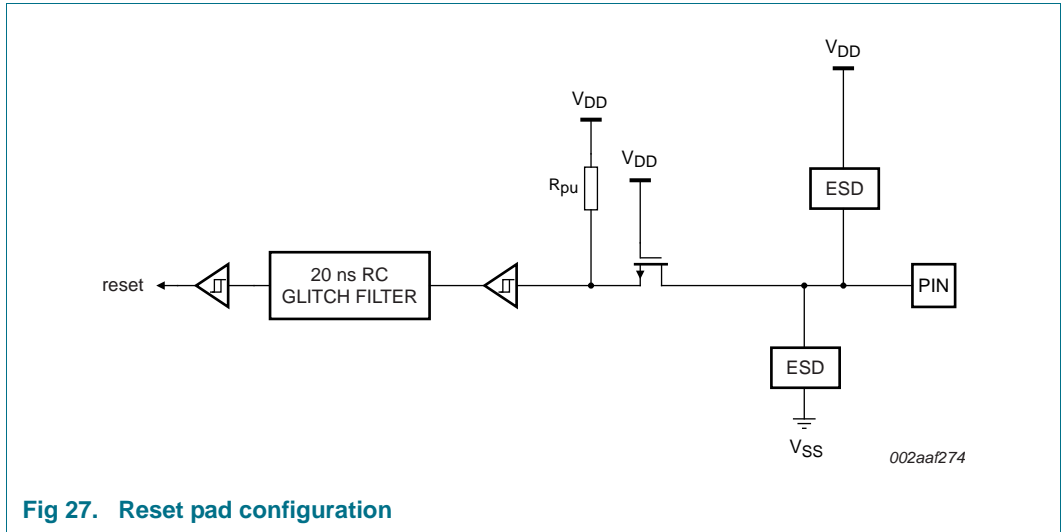 VDD
VDD
VDD
Rpu
ESD
reset
20 ns RC
GLITCH FILTER
PIN
ESD
VSS
002aaf274
Fig 27. Reset pad configuration